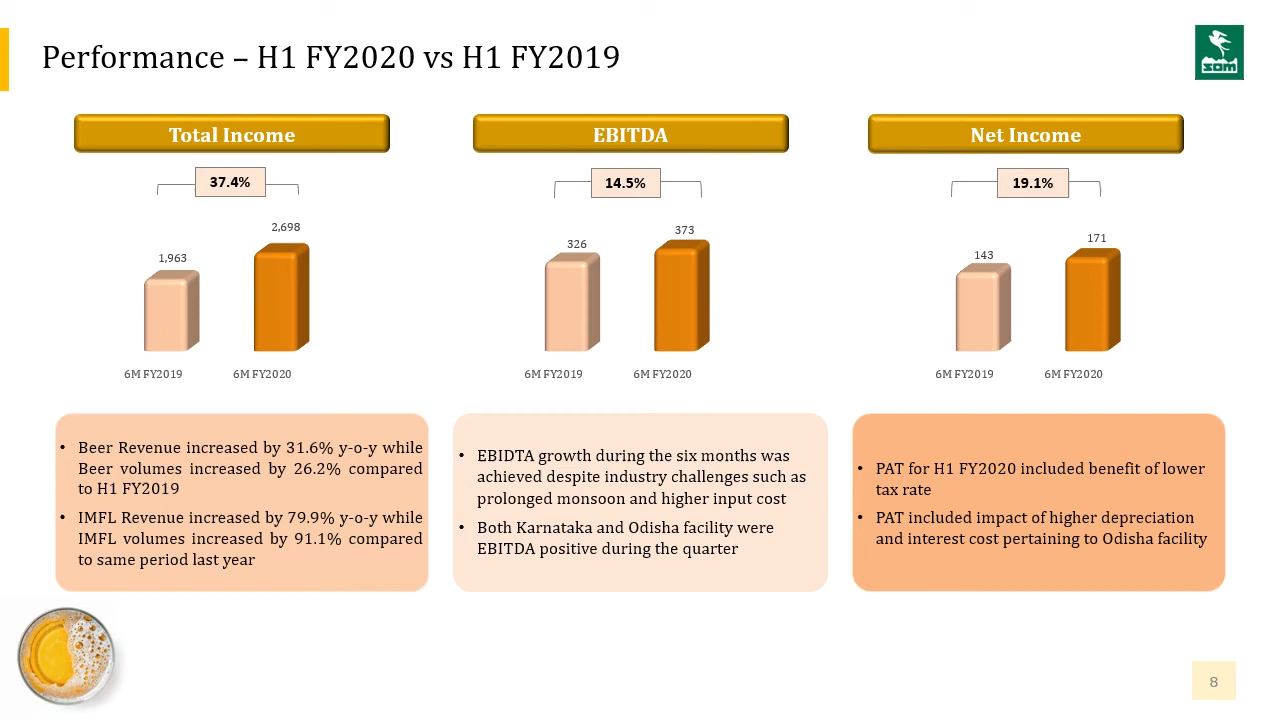 Performance – H1 FY2020 vs H1 FY2019
som
Total Income
37.4%
1,963
2,698
6M FY2019
6M FY2020
EBITDA
14.5%
326
373
6M FY2019
6M FY2020
Net Income
19.1%
143
171
6M FY2019
6M FY2020
• Beer Revenue increased by 31.6% y-o-y while
Beer volumes increased by 26.2% compared
to H1 FY2019
• IMFL Revenue increased by 79.9% y-o-y while
IMFL volumes increased by 91.1% compared
to same period last year
• EBIDTA growth during the six months was
achieved despite industry challenges such as
prolonged monsoon and higher input cost
• Both Karnataka and Odisha facility were
EBITDA positive during the quarter
• PAT for H1 FY2020 included benefit of lower
tax rate
• PAT included impact of higher depreciation
and interest cost pertaining to Odisha facility
8